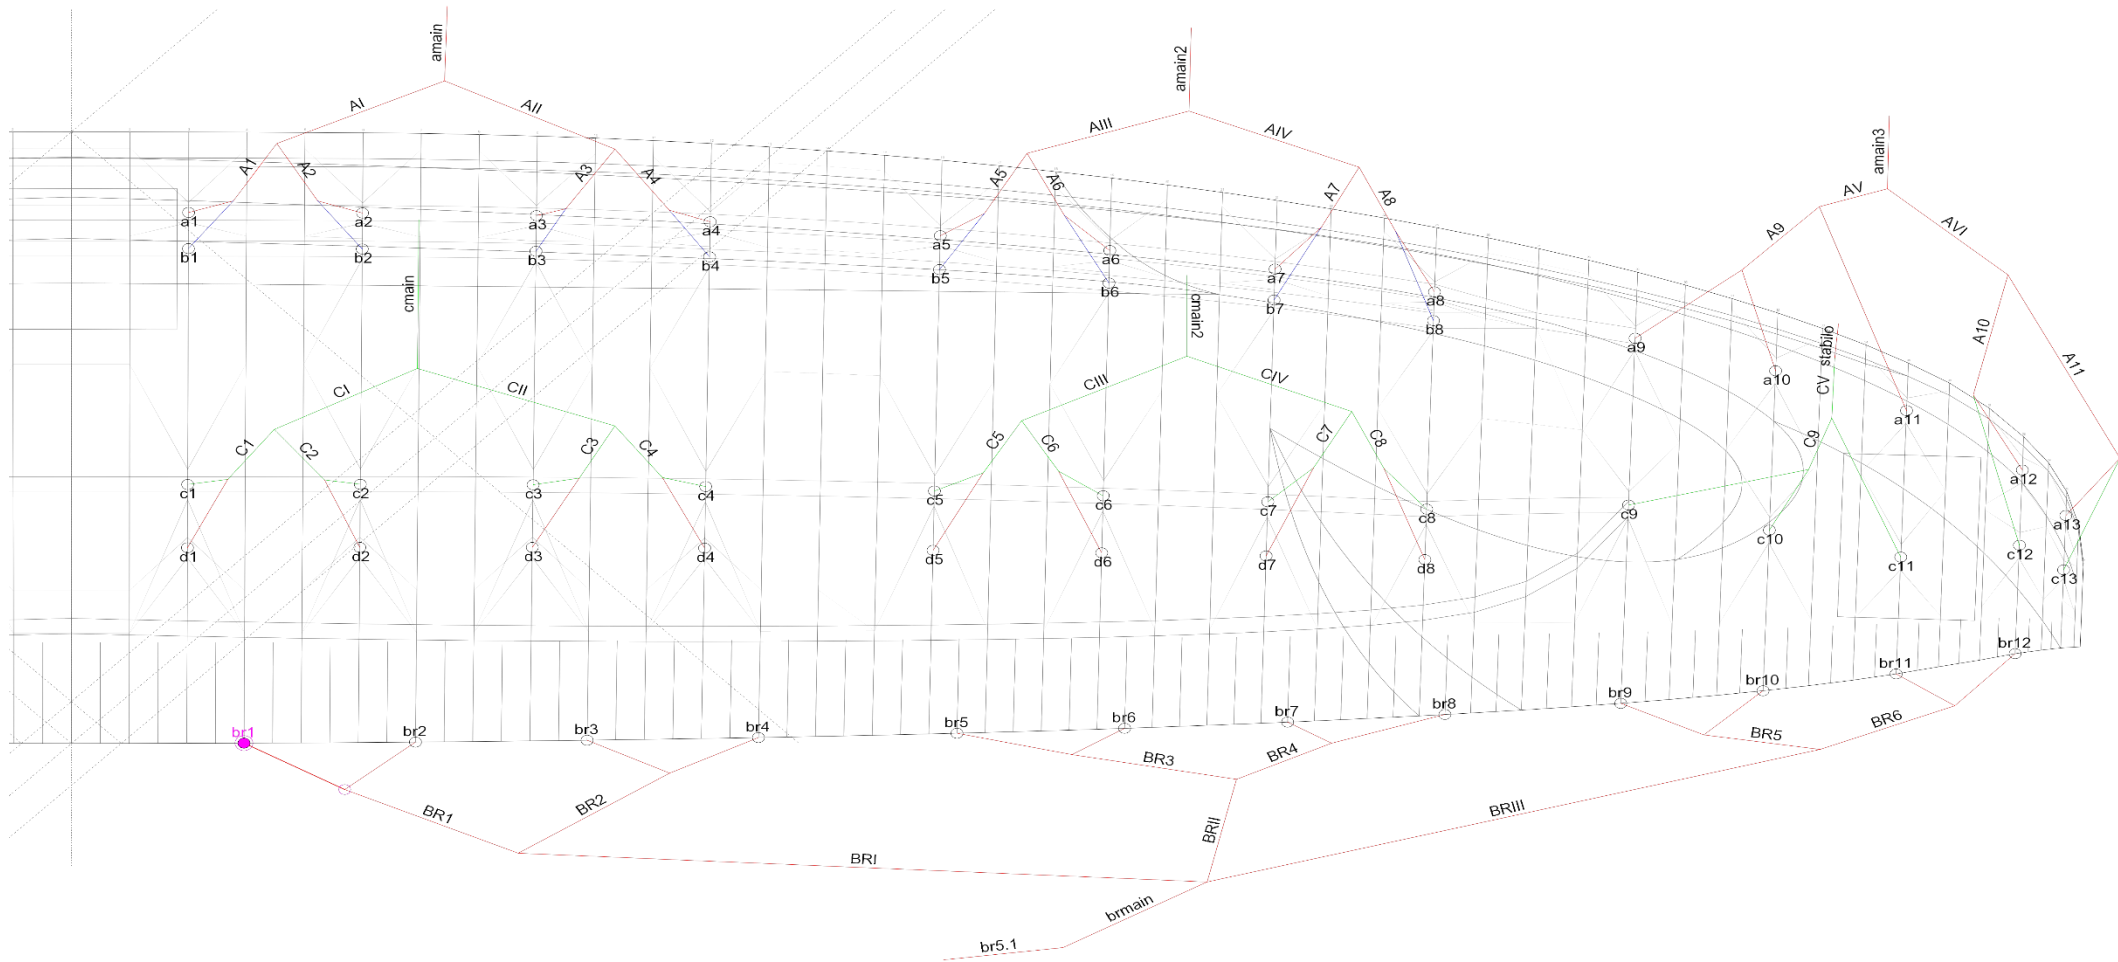 amain
amain2
amain3
AI
AII
AIII
AIV
AV
AVI
A1
A2
A3
A4
A5
A6
A7
A8
A9
A10
A11
a1
a2
a3
a4
a5
a6
a7
a8
a9
a10
a11
a12
a13
b1
b2
b3
b4
b5
b6
b7
b8
cmain
cmain2
CV_stabilo
CI
CII
CIII
CIV
C1
C2
C3
C4
C5
C6
C7
C8
C9
c1
c2
c3
c4
c5
c6
c7
c8
c9
c10
c11
c12
c13
d1
d2
d3
d4
d5
d6
d7
d8
br1
br2
br3
br4
br5
br6
br7
br8
br9
br10
br11
br12
BR1
BR2
BR3
BR4
BR5
BR6
BRI
BRII
BRIII
brmain
br5.1